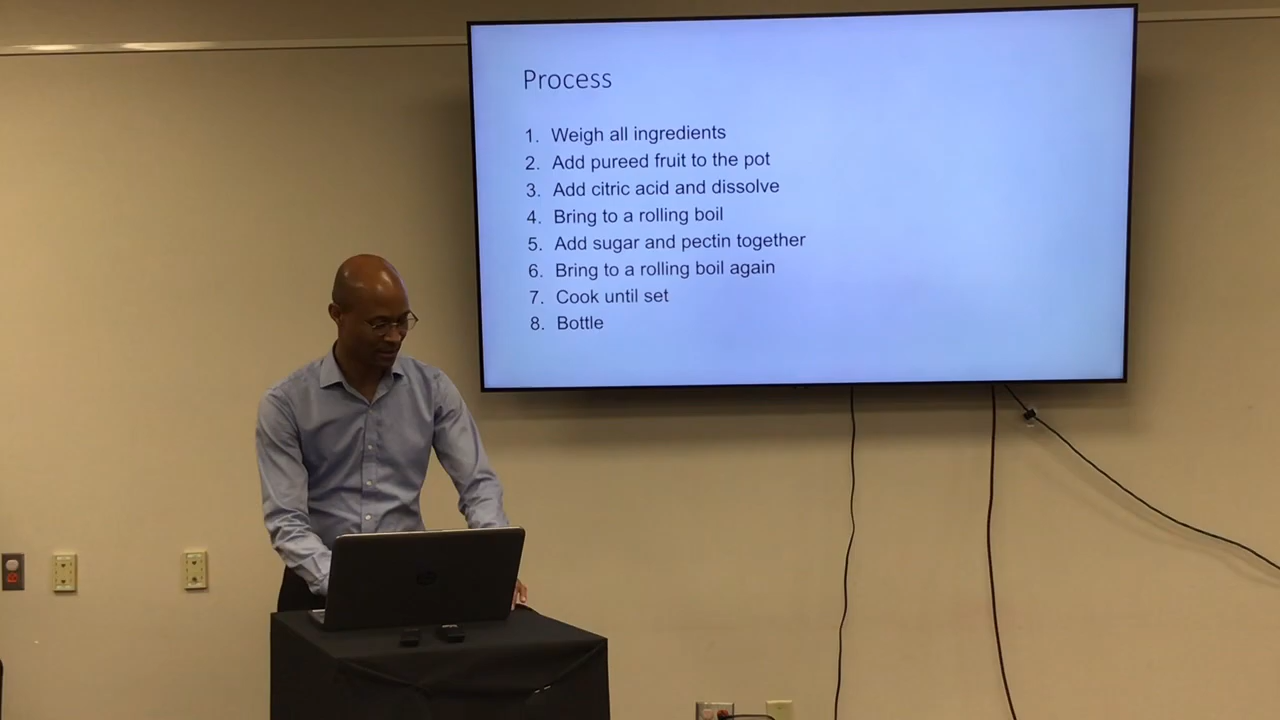 Process
1. Weigh all ingredients
2. Add pureed fruit to the pot
3. Add citric acid and dissolve
4. Bring to a rolling boil
5. Add sugar and pectin together
6. Bring to a rolling boil again
7. Cook until set
8. Bottle